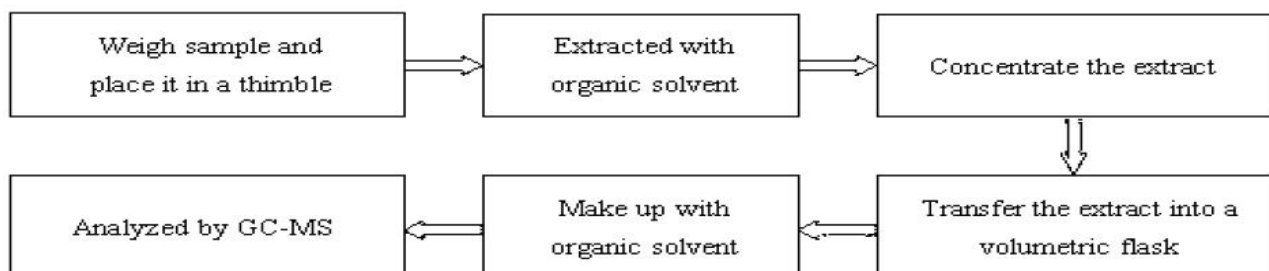 Weigh sample and
place it in a thimble
Extracted with
organic solvent
Concentrate the extract
Transfer the extract into a
volumetric flask
Make up with
organic solvent
Analyzed by GC-MS